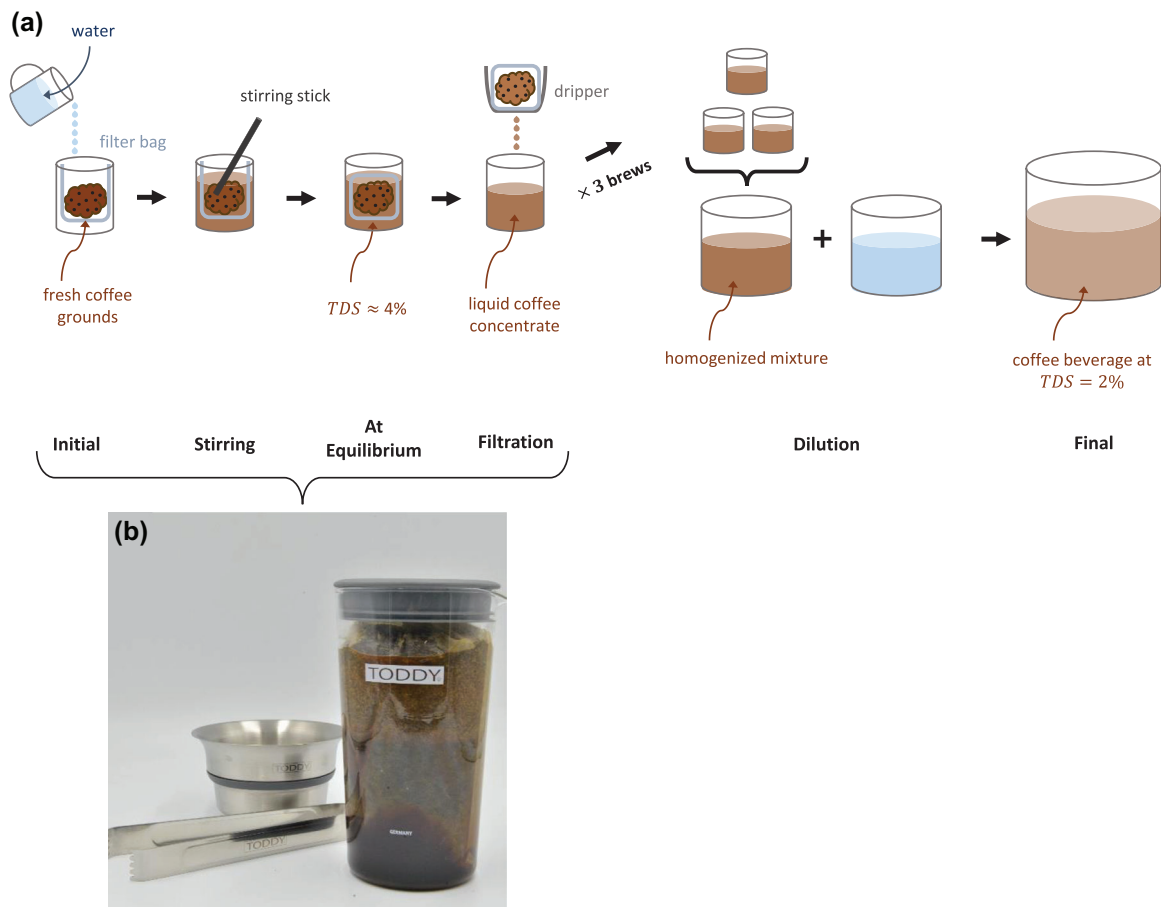 (a)
water
filter bag
stirring stick
dripper
fresh coffee
grounds
TDS ≈ 4%
liquid coffee
concentrate
× 3 brews
+
homogenized mixture
coffee beverage at
TDS = 2%
Initial
Stirring
At
Equilibrium
Filtration
Dilution
Final
(b)
TODDY
TODDY
TODDY
GERMANY